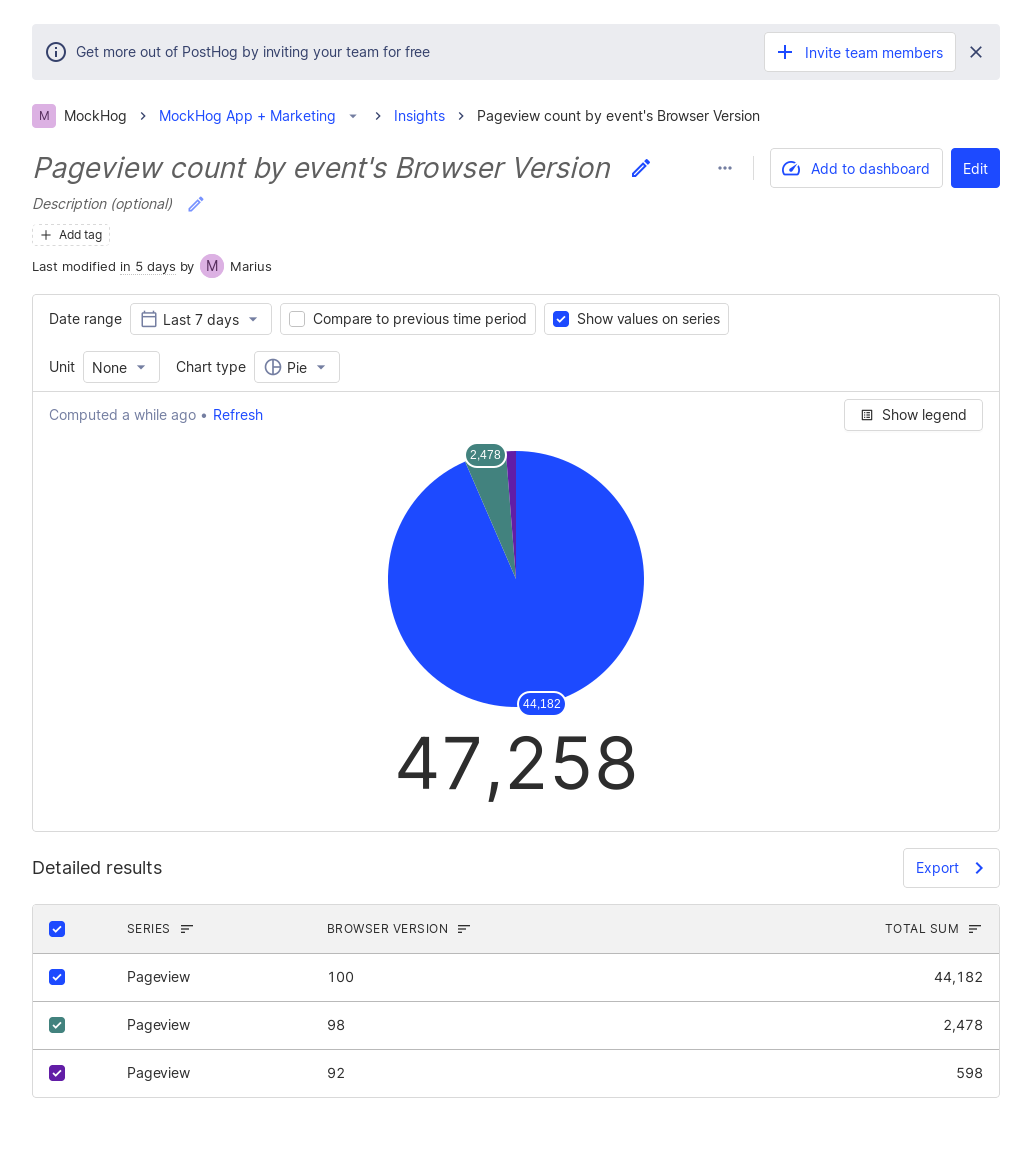 Get more out of PostHog by inviting your team for free
Invite team members
M MockHog MockHog App + Marketing Insights Pageview count by event's Browser Version
Pageview count by event's Browser Version
Add to dashboard Edit
Description (optional)
Add tag
Last modified in 5 days by M Marius
Date range Last 7 days Compare to previous time period Show values on series
Unit None Chart type Pie
Computed a while ago • Refresh Show legend
2,478
44,182
47,258
Detailed results Export
SERIES BROWSER VERSION TOTAL SUM
Pageview 100 44,182
Pageview 98 2,478
Pageview 92 598